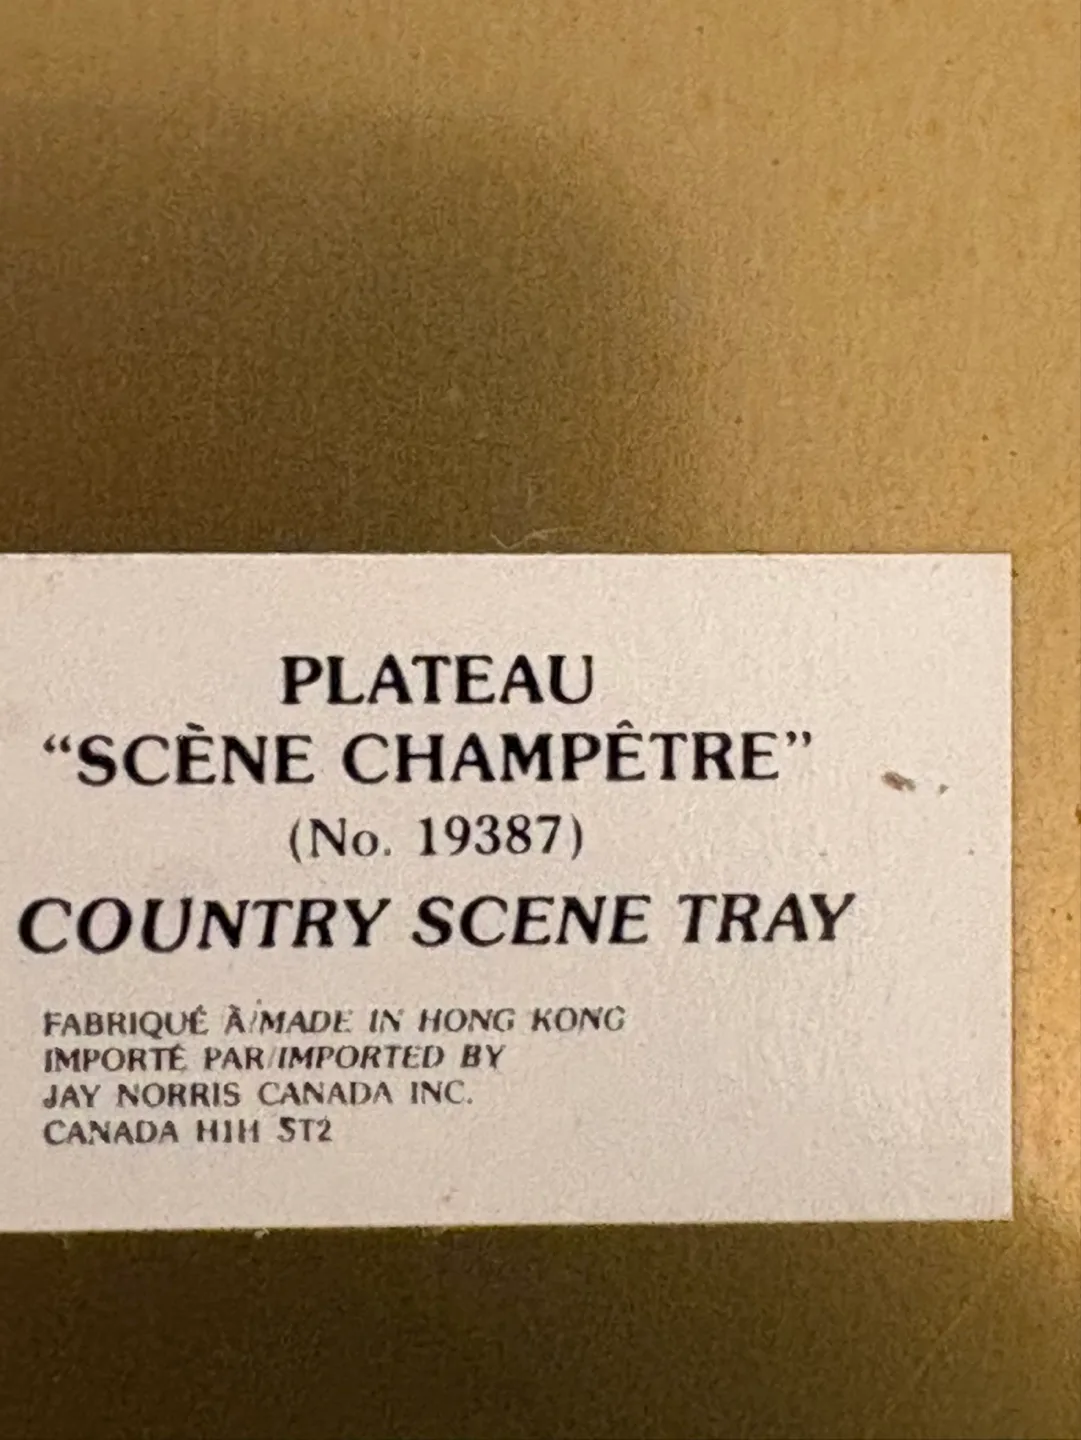 PLATEAU
“SCÈNE CHAMPÊTRE”
(No. 19387)
COUNTRY SCENE TRAY
FABRIQUÉ À/MADE IN HONG KONG
IMPORTÉ PAR/IMPORTED BY
JAY NORRIS CANADA INC.
CANADA H1H 5T2